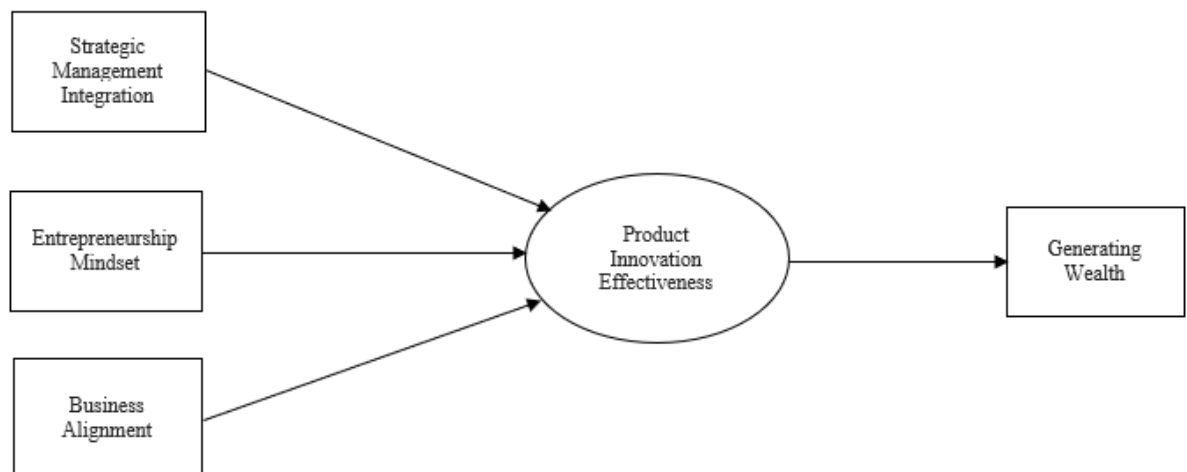 Strategic
Management
Integration
Entrepreneurship
Mindset
Business
Alignment
Product
Innovation
Effectiveness
Generating
Wealth